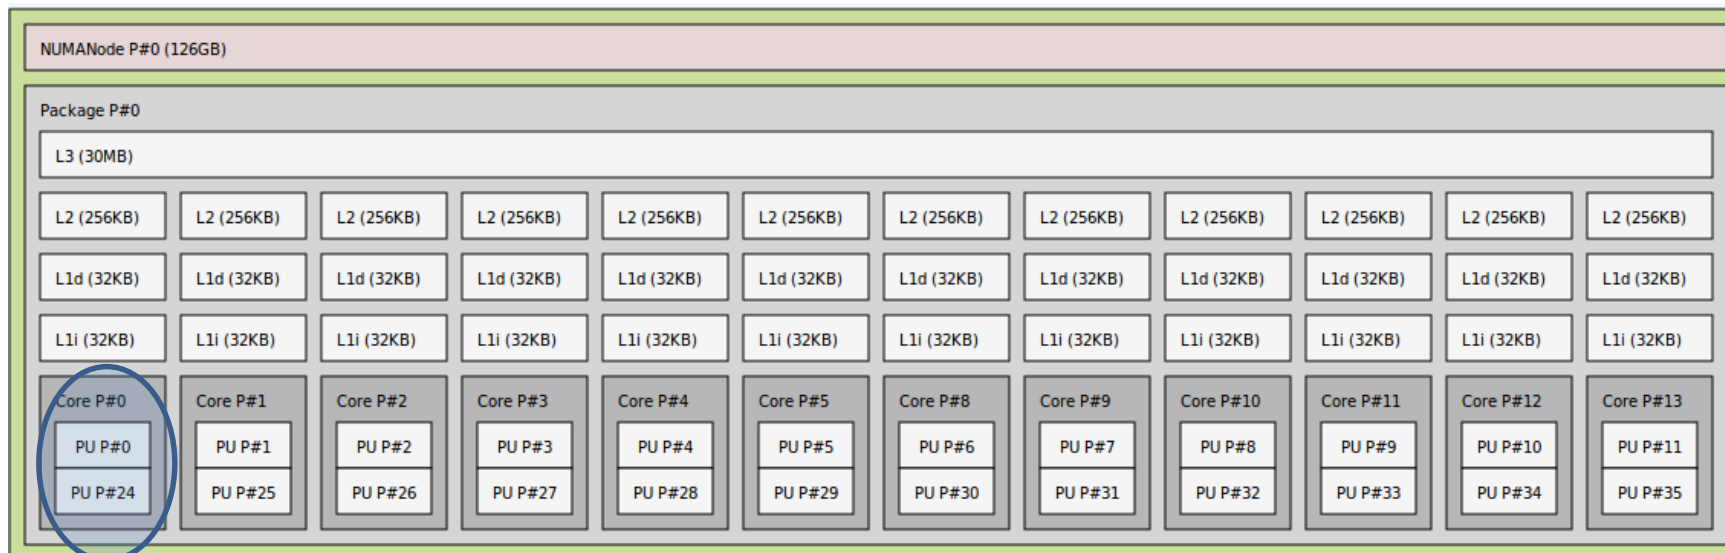 NUMANode P#0 (126GB)
Package P#0
L3 (30MB)
L2 (256KB) L2 (256KB) L2 (256KB) L2 (256KB) L2 (256KB) L2 (256KB) L2 (256KB) L2 (256KB) L2 (256KB) L2 (256KB) L2 (256KB) L2 (256KB)
L1d (32KB) L1d (32KB) L1d (32KB) L1d (32KB) L1d (32KB) L1d (32KB) L1d (32KB) L1d (32KB) L1d (32KB) L1d (32KB) L1d (32KB) L1d (32KB)
L1i (32KB) L1i (32KB) L1i (32KB) L1i (32KB) L1i (32KB) L1i (32KB) L1i (32KB) L1i (32KB) L1i (32KB) L1i (32KB) L1i (32KB) L1i (32KB)
Core P#0 Core P#1 Core P#2 Core P#3 Core P#4 Core P#5 Core P#8 Core P#9 Core P#10 Core P#11 Core P#12 Core P#13
PU P#0 PU P#1 PU P#2 PU P#3 PU P#4 PU P#5 PU P#6 PU P#7 PU P#8 PU P#9 PU P#10 PU P#11
PU P#24 PU P#25 PU P#26 PU P#27 PU P#28 PU P#29 PU P#30 PU P#31 PU P#32 PU P#33 PU P#34 PU P#35